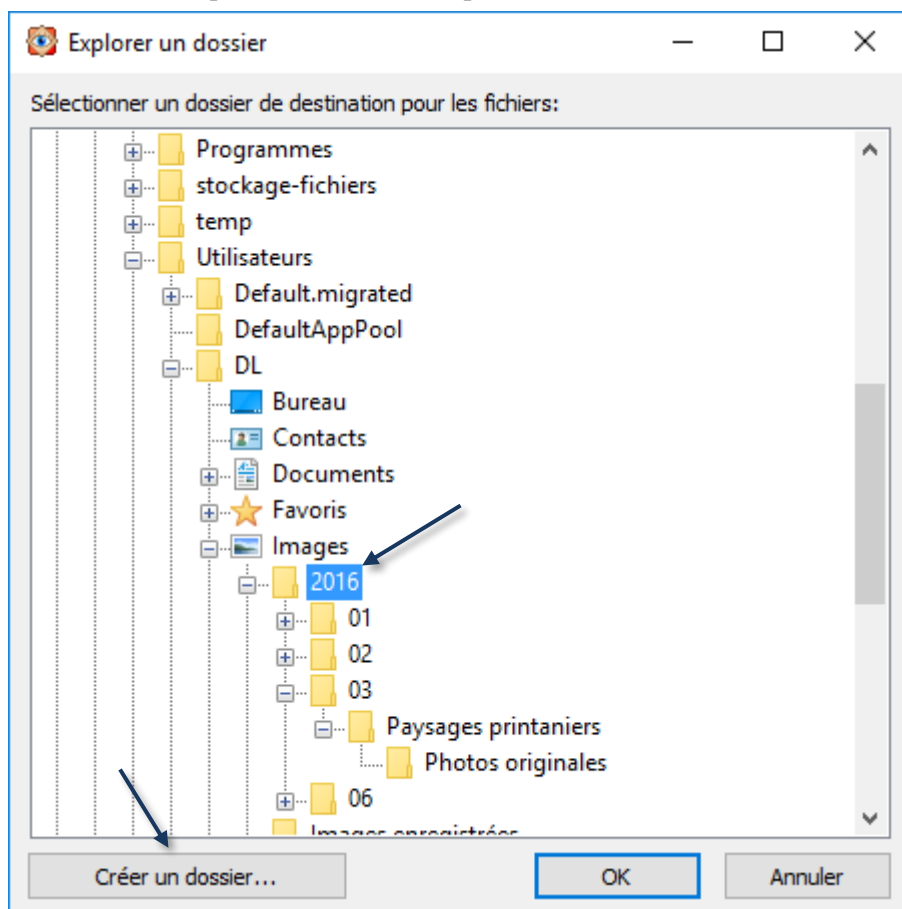 Explorer un dossier
Sélectionner un dossier de destination pour les fichiers:
Programmes
stockage-fichiers
temp
Utilisateurs
Default.migrated
DefaultAppPool
DL
Bureau
Contacts
Documents
Favoris
Images
2016
01
02
03
Paysages printaniers
Photos originales
06
Images enregistrées
Créer un dossier...
OK
Annuler